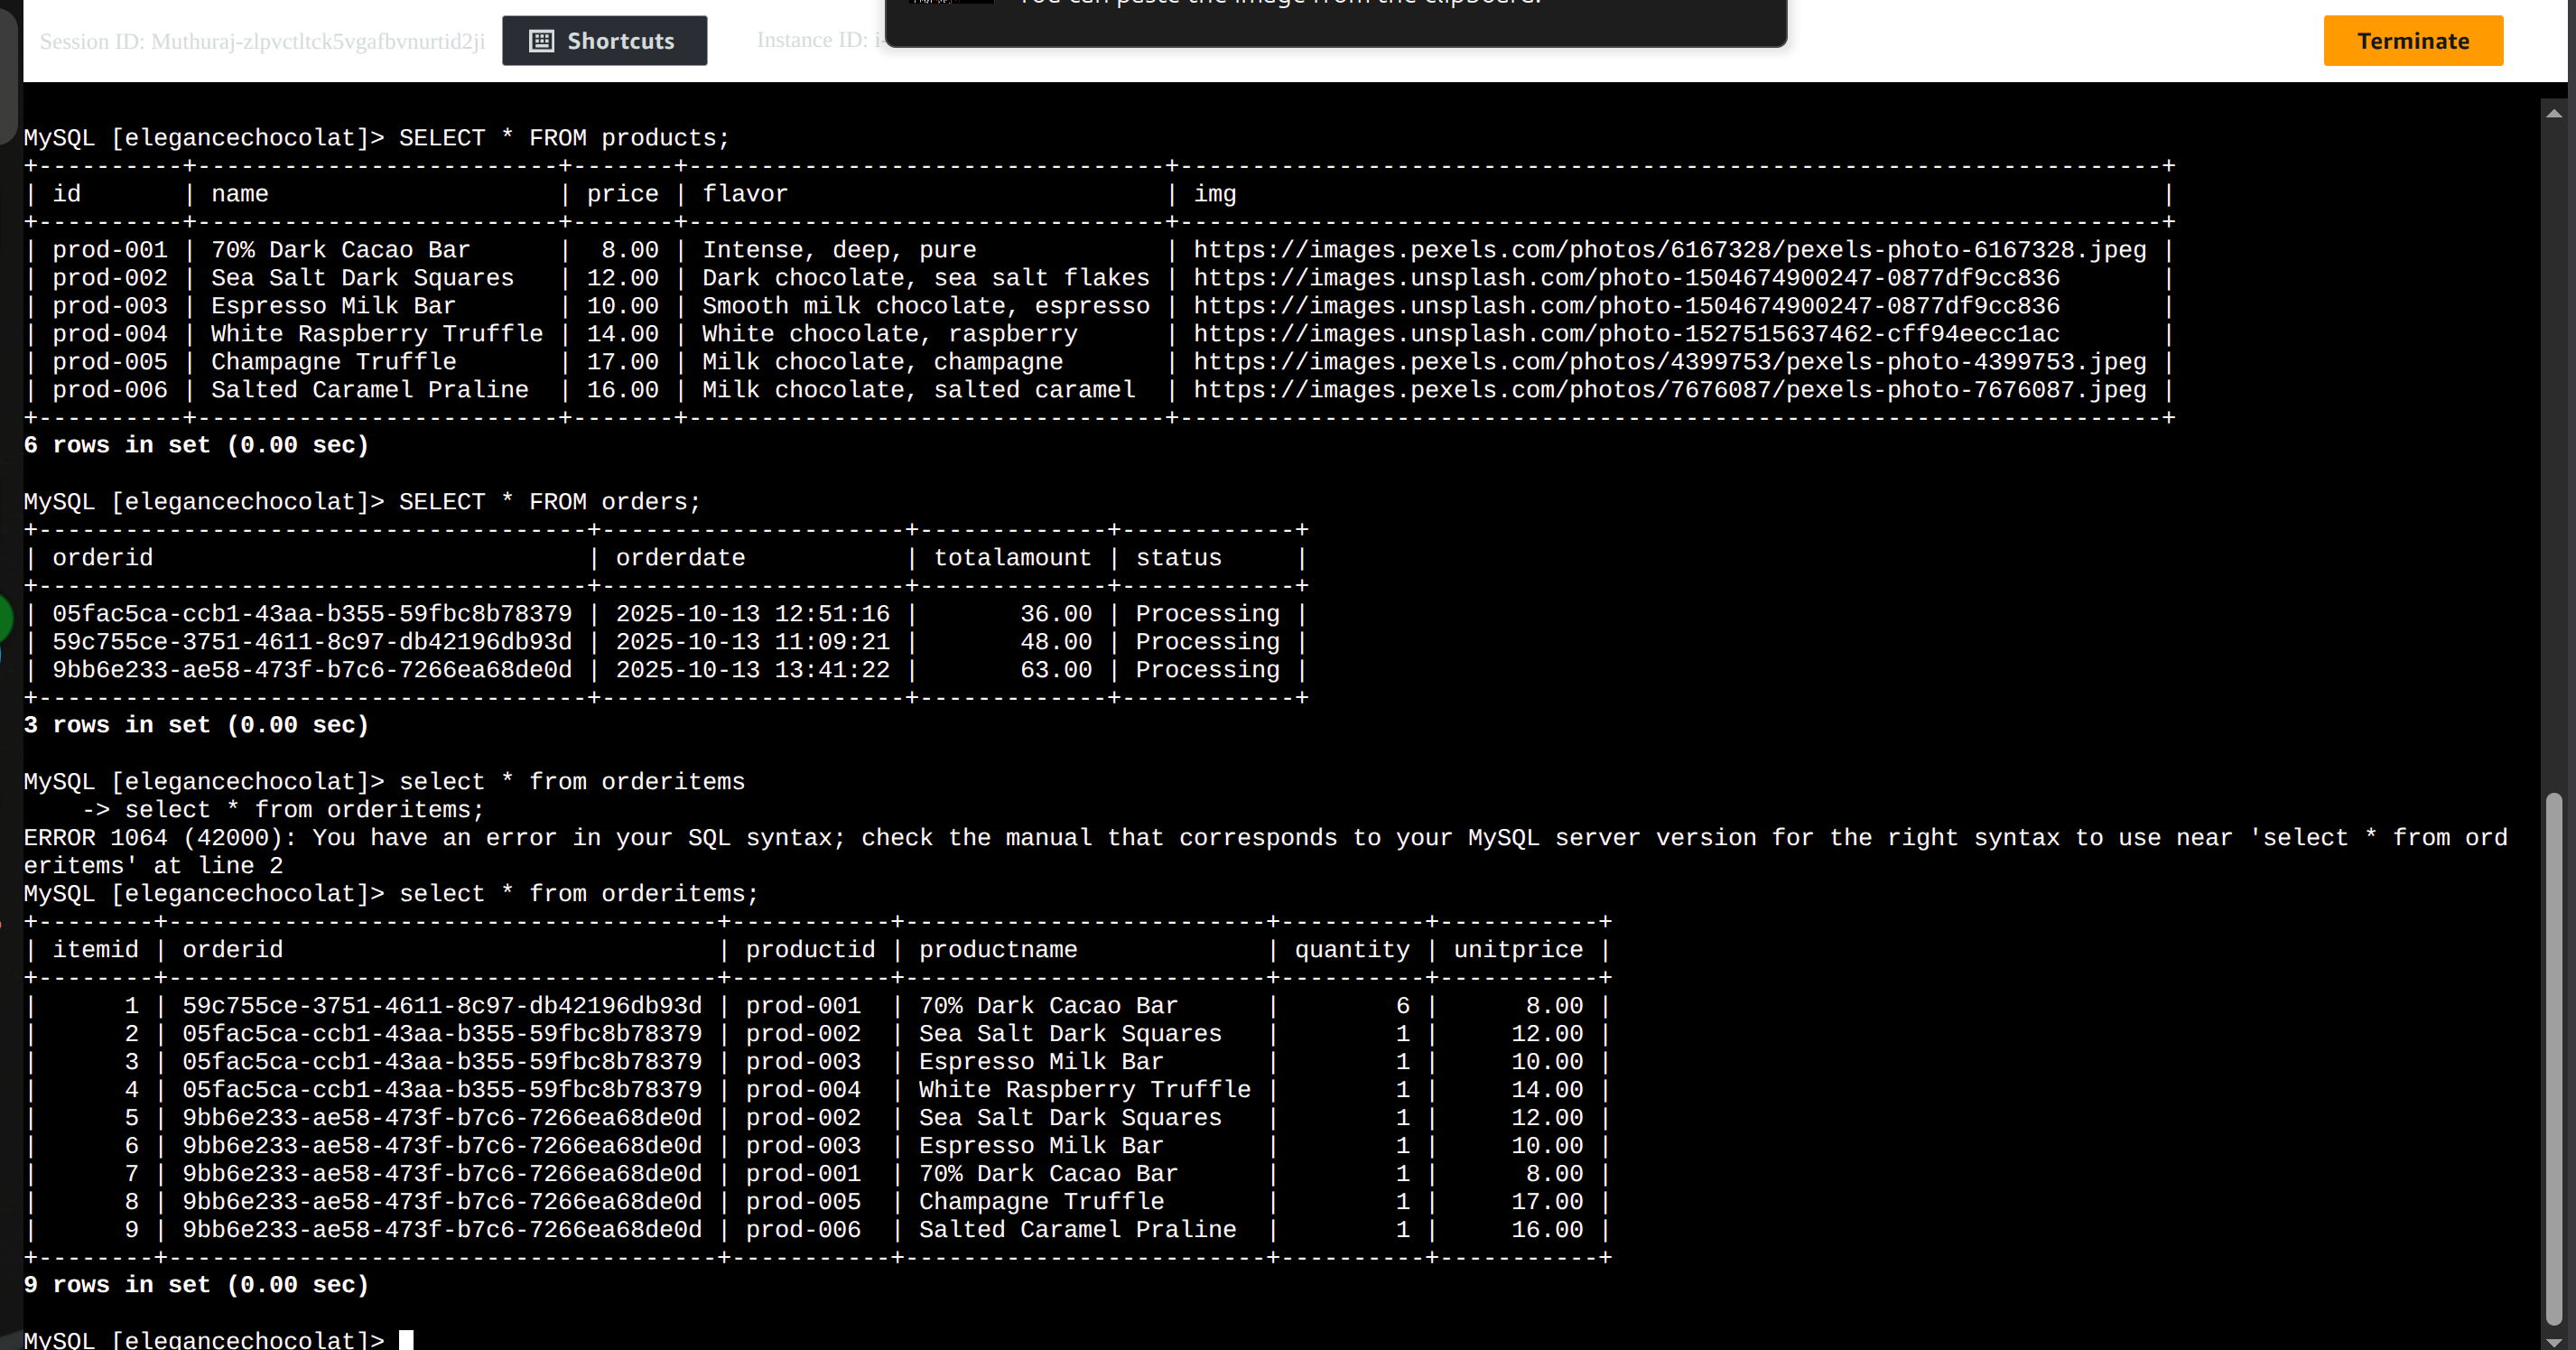 You can paste the image from the clipboard.
Session ID: Muthuraj-zlpvctltck5vgafbvnurtid2ji
Shortcuts
Instance ID: i-
Terminate
MySQL [elegancechocolat]> SELECT * FROM products;
+----------+-------------------------+-------+---------------------------------+--------------------------------------------------------------------+
| id       | name                    | price | flavor                          | img                                                                |
+----------+-------------------------+-------+---------------------------------+--------------------------------------------------------------------+
| prod-001 | 70% Dark Cacao Bar      |  8.00 | Intense, deep, pure             | https://images.pexels.com/photos/6167328/pexels-photo-6167328.jpeg |
| prod-002 | Sea Salt Dark Squares   | 12.00 | Dark chocolate, sea salt flakes | https://images.unsplash.com/photo-1504674900247-0877df9cc836       |
| prod-003 | Espresso Milk Bar       | 10.00 | Smooth milk chocolate, espresso | https://images.unsplash.com/photo-1504674900247-0877df9cc836       |
| prod-004 | White Raspberry Truffle | 14.00 | White chocolate, raspberry      | https://images.unsplash.com/photo-1527515637462-cff94eecc1ac       |
| prod-005 | Champagne Truffle       | 17.00 | Milk chocolate, champagne       | https://images.pexels.com/photos/4399753/pexels-photo-4399753.jpeg |
| prod-006 | Salted Caramel Praline  | 16.00 | Milk chocolate, salted caramel  | https://images.pexels.com/photos/7676087/pexels-photo-7676087.jpeg |
+----------+-------------------------+-------+---------------------------------+--------------------------------------------------------------------+
6 rows in set (0.00 sec)
MySQL [elegancechocolat]> SELECT * FROM orders;
+--------------------------------------+---------------------+-------------+------------+
| orderid                              | orderdate           | totalamount | status     |
+--------------------------------------+---------------------+-------------+------------+
| 05fac5ca-ccb1-43aa-b355-59fbc8b78379 | 2025-10-13 12:51:16 |       36.00 | Processing |
| 59c755ce-3751-4611-8c97-db42196db93d | 2025-10-13 11:09:21 |       48.00 | Processing |
| 9bb6e233-ae58-473f-b7c6-7266ea68de0d | 2025-10-13 13:41:22 |       63.00 | Processing |
+--------------------------------------+---------------------+-------------+------------+
3 rows in set (0.00 sec)
MySQL [elegancechocolat]> select * from orderitems
    -> select * from orderitems;
ERROR 1064 (42000): You have an error in your SQL syntax; check the manual that corresponds to your MySQL server version for the right syntax to use near 'select * from ord
eritems' at line 2
MySQL [elegancechocolat]> select * from orderitems;
+--------+--------------------------------------+-----------+-------------------------+----------+-----------+
| itemid | orderid                              | productid | productname             | quantity | unitprice |
+--------+--------------------------------------+-----------+-------------------------+----------+-----------+
|      1 | 59c755ce-3751-4611-8c97-db42196db93d | prod-001  | 70% Dark Cacao Bar      |        6 |      8.00 |
|      2 | 05fac5ca-ccb1-43aa-b355-59fbc8b78379 | prod-002  | Sea Salt Dark Squares   |        1 |     12.00 |
|      3 | 05fac5ca-ccb1-43aa-b355-59fbc8b78379 | prod-003  | Espresso Milk Bar       |        1 |     10.00 |
|      4 | 05fac5ca-ccb1-43aa-b355-59fbc8b78379 | prod-004  | White Raspberry Truffle |        1 |     14.00 |
|      5 | 9bb6e233-ae58-473f-b7c6-7266ea68de0d | prod-002  | Sea Salt Dark Squares   |        1 |     12.00 |
|      6 | 9bb6e233-ae58-473f-b7c6-7266ea68de0d | prod-003  | Espresso Milk Bar       |        1 |     10.00 |
|      7 | 9bb6e233-ae58-473f-b7c6-7266ea68de0d | prod-001  | 70% Dark Cacao Bar      |        1 |      8.00 |
|      8 | 9bb6e233-ae58-473f-b7c6-7266ea68de0d | prod-005  | Champagne Truffle       |        1 |     17.00 |
|      9 | 9bb6e233-ae58-473f-b7c6-7266ea68de0d | prod-006  | Salted Caramel Praline  |        1 |     16.00 |
+--------+--------------------------------------+-----------+-------------------------+----------+-----------+
9 rows in set (0.00 sec)
MySQL [elegancechocolat]>